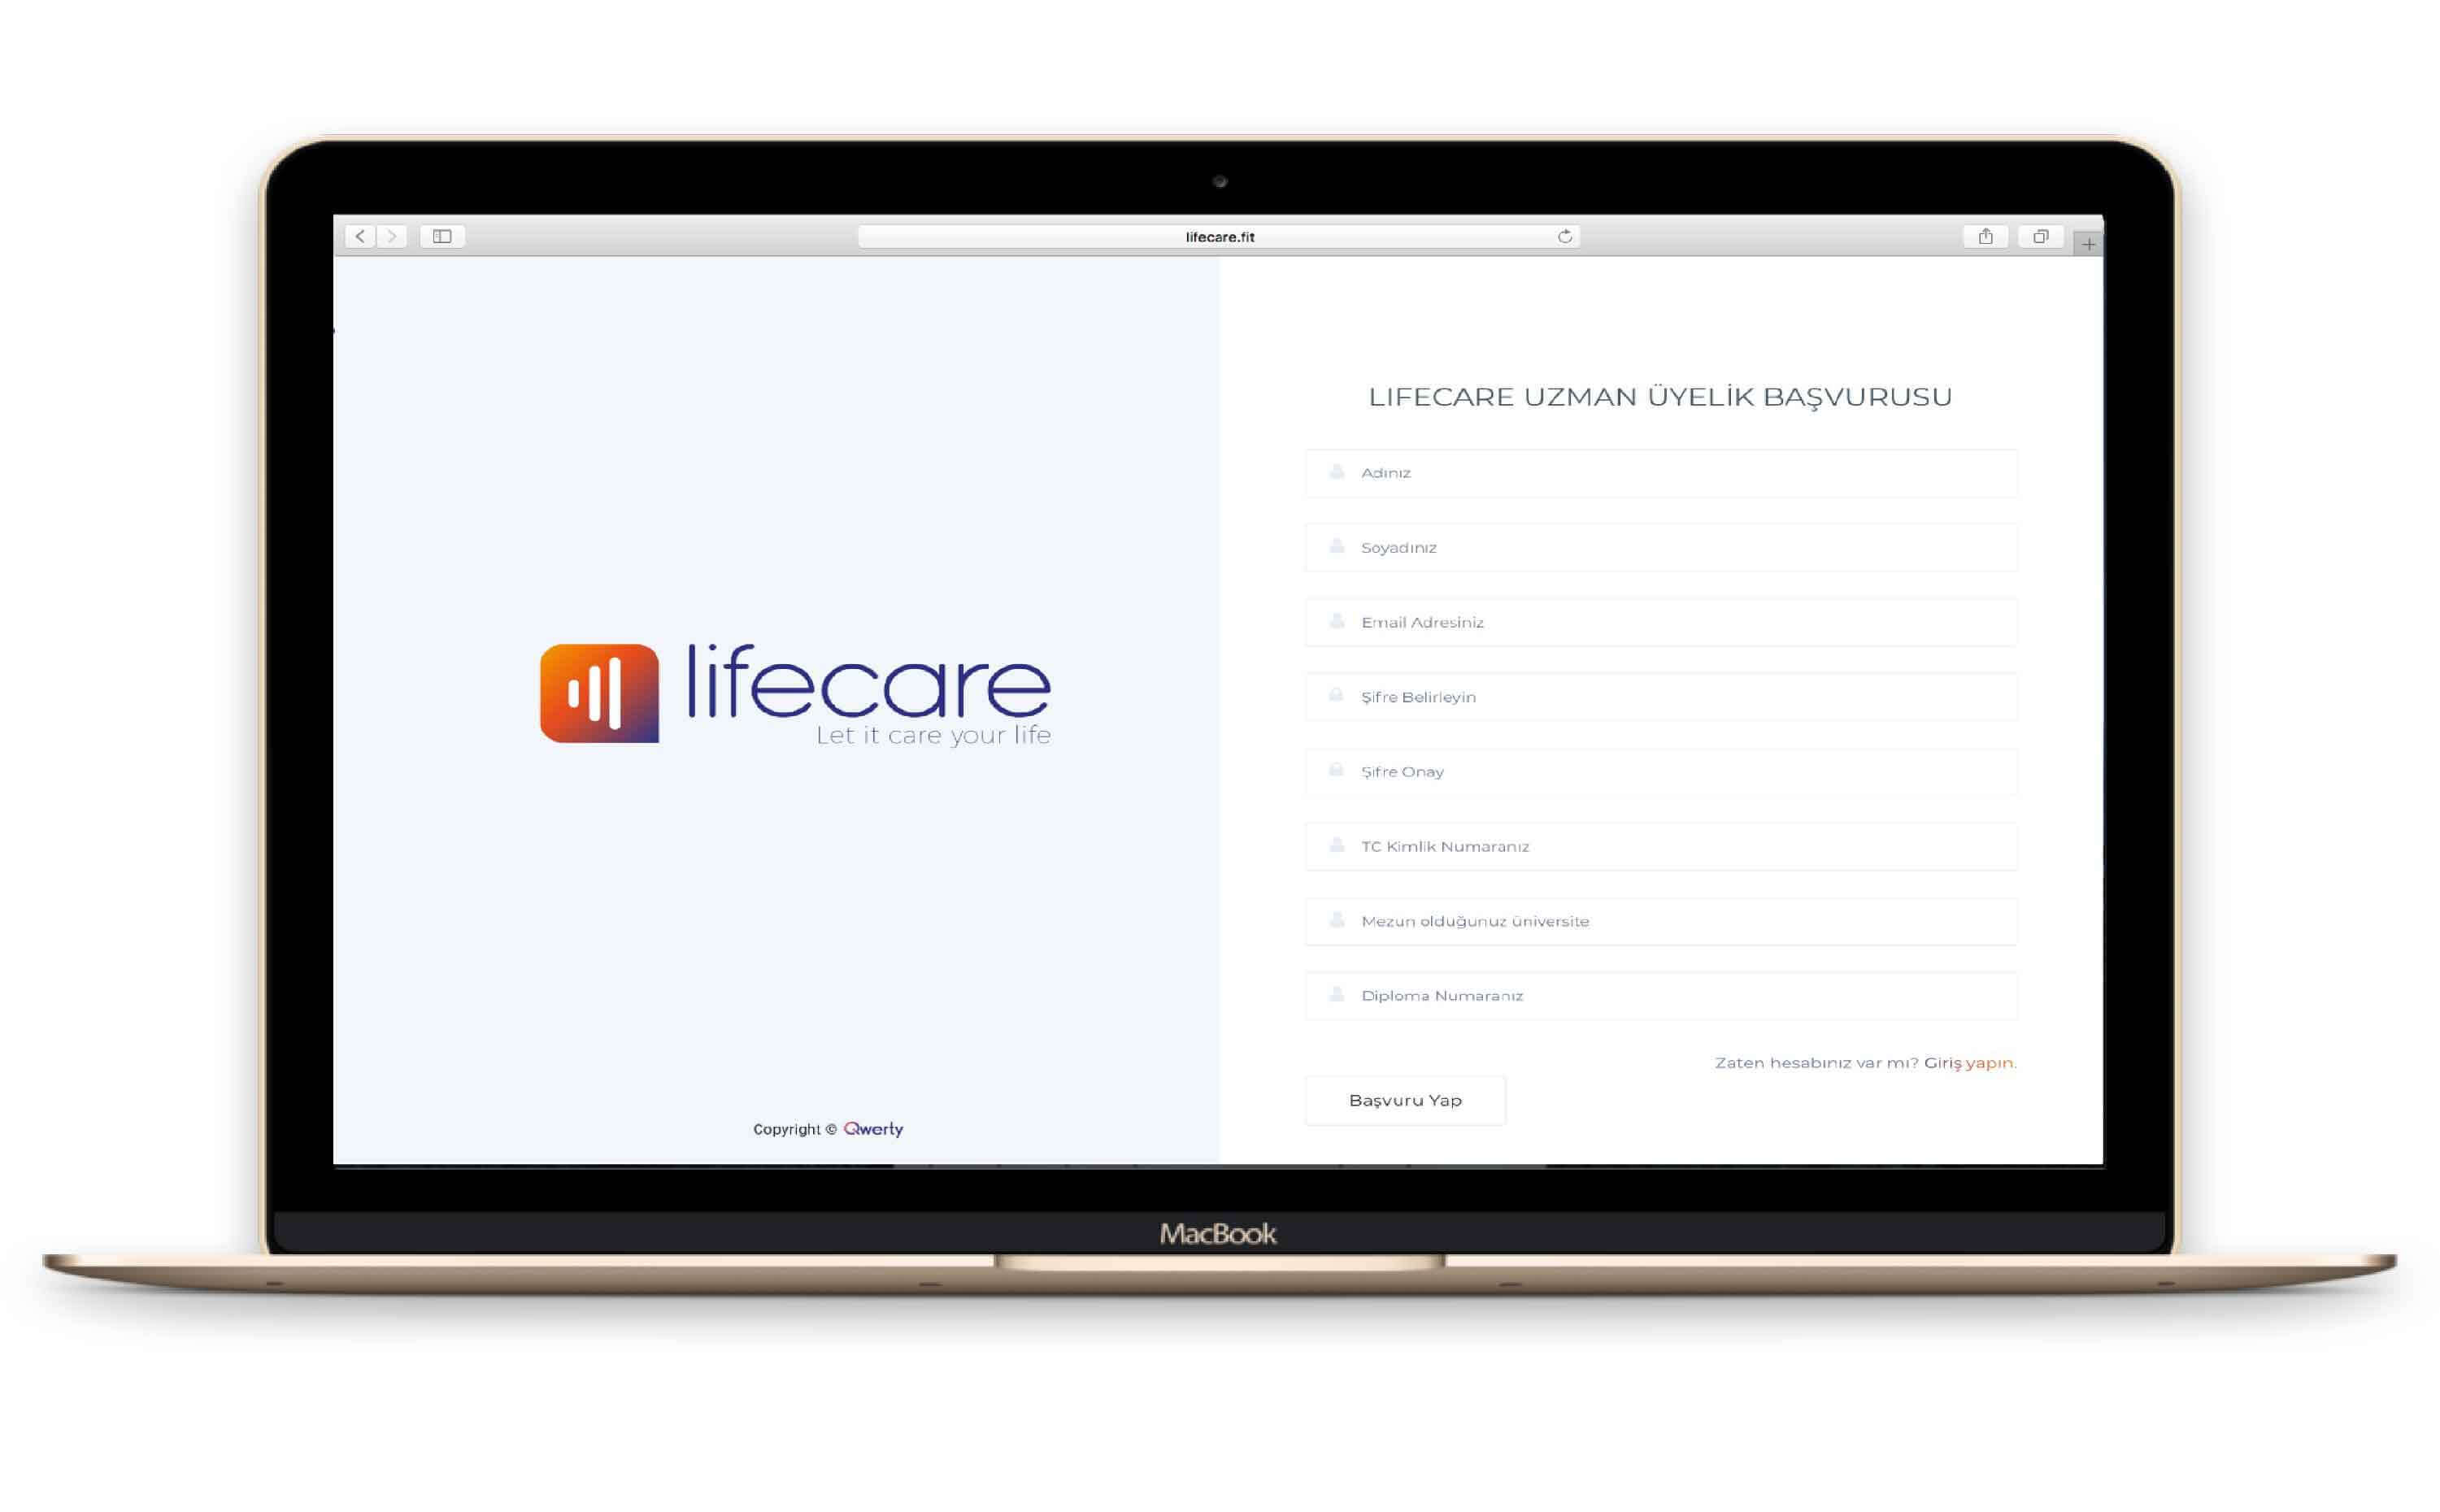 lifecare.fit
lifecare
Let it care your life
Copyright © Qwerty
LIFECARE UZMAN ÜYELİK BAŞVURUSU
Adınız
Soyadınız
Email Adresiniz
Şifre Belirleyin
Şifre Onay
TC Kimlik Numaranız
Mezun olduğunuz üniversite
Diploma Numaranız
Zaten hesabınız var mı? Giriş yapın.
Başvuru Yap
MacBook